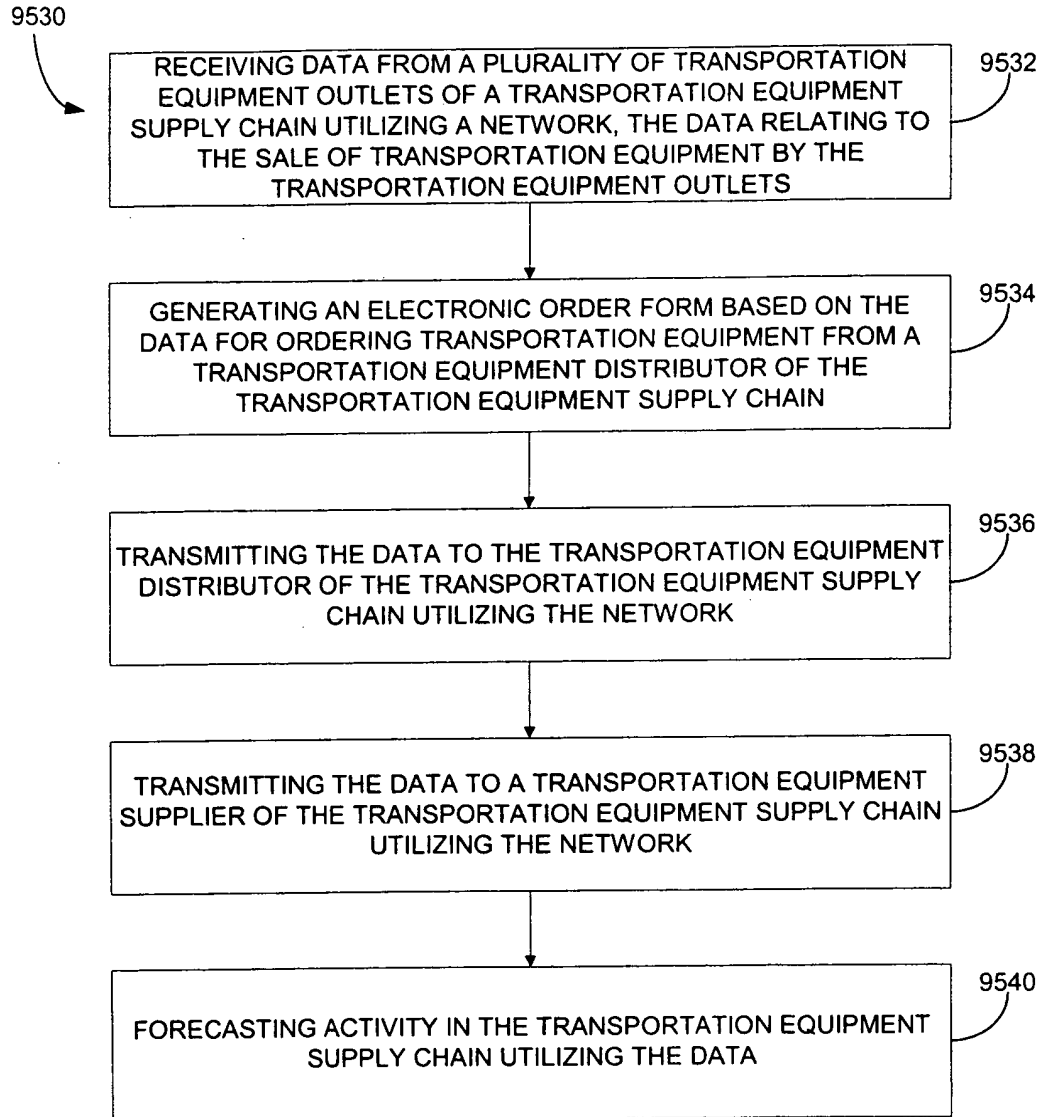 9530
RECEIVING DATA FROM A PLURALITY OF TRANSPORTATION
EQUIPMENT OUTLETS OF A TRANSPORTATION EQUIPMENT
SUPPLY CHAIN UTILIZING A NETWORK, THE DATA RELATING TO
THE SALE OF TRANSPORTATION EQUIPMENT BY THE
TRANSPORTATION EQUIPMENT OUTLETS
9532
GENERATING AN ELECTRONIC ORDER FORM BASED ON THE
DATA FOR ORDERING TRANSPORTATION EQUIPMENT FROM A
TRANSPORTATION EQUIPMENT DISTRIBUTOR OF THE
TRANSPORTATION EQUIPMENT SUPPLY CHAIN
9534
TRANSMITTING THE DATA TO THE TRANSPORTATION EQUIPMENT
DISTRIBUTOR OF THE TRANSPORTATION EQUIPMENT SUPPLY
CHAIN UTILIZING THE NETWORK
9536
TRANSMITTING THE DATA TO A TRANSPORTATION EQUIPMENT
SUPPLIER OF THE TRANSPORTATION EQUIPMENT SUPPLY CHAIN
UTILIZING THE NETWORK
9538
FORECASTING ACTIVITY IN THE TRANSPORTATION EQUIPMENT
SUPPLY CHAIN UTILIZING THE DATA
9540